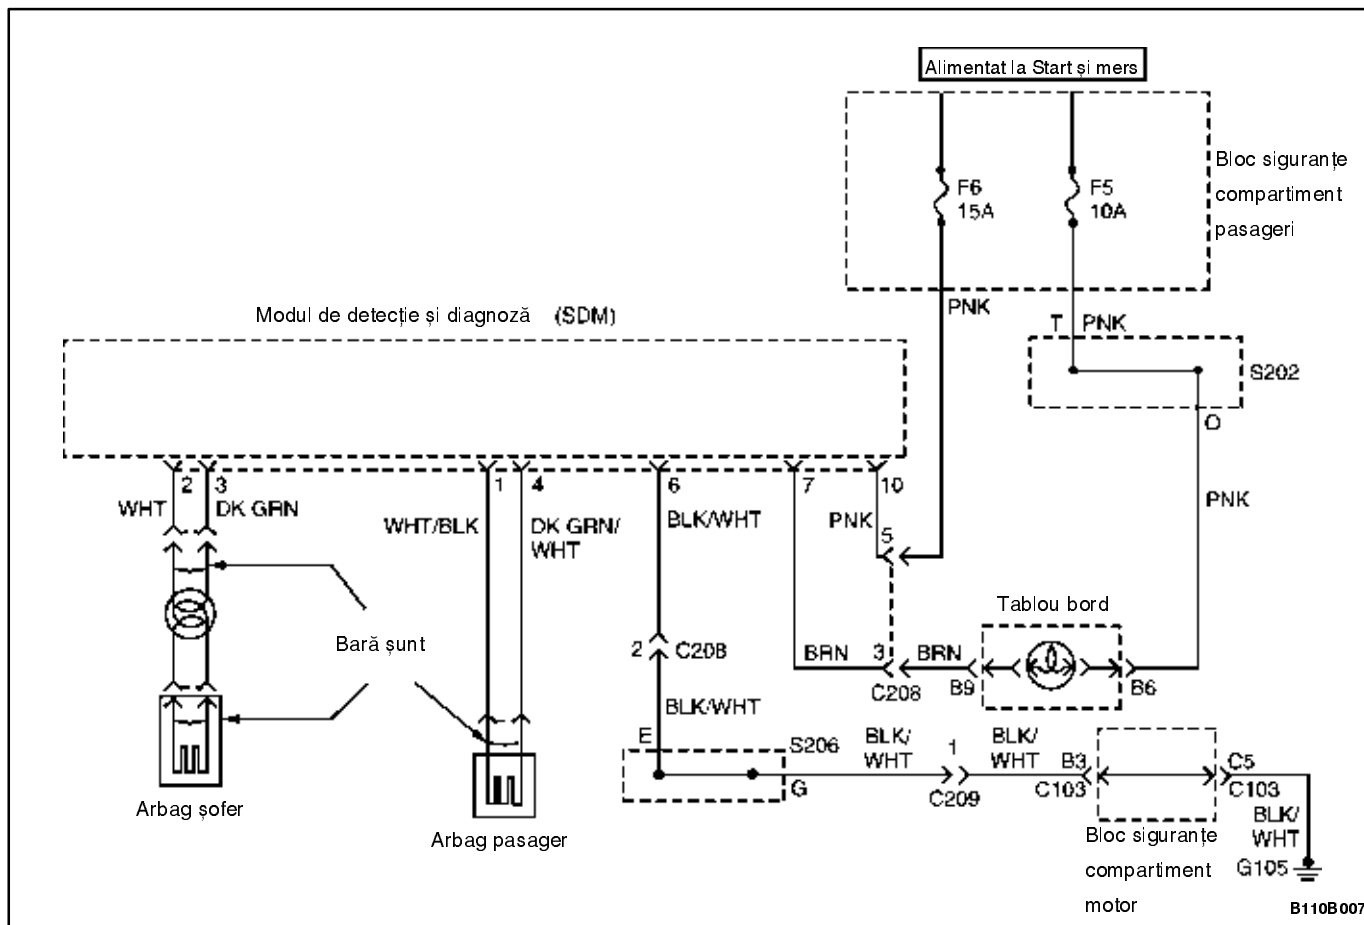 Alimentat la Start și mers
F6
15A
F5
10A
Bloc siguranțe
compartiment
pasageri
PNK
T
PNK
S202
O
PNK
Modul de detecție și diagnoză (SDM)
2
3
1
4
6
7
10
WHT
DK GRN
WHT/BLK
DK GRN/
WHT
BLK/WHT
PNK
5
Bară șunt
2
C208
BRN
3
C208
BRN
B9
Tablou bord
B6
BLK/WHT
E
S206
G
BLK/
WHT
1
C209
BLK/
WHT
B3
C103
C5
C103
BLK/
WHT
G105
Arbag șofer
Arbag pasager
Bloc siguranțe
compartiment
motor
B110B007